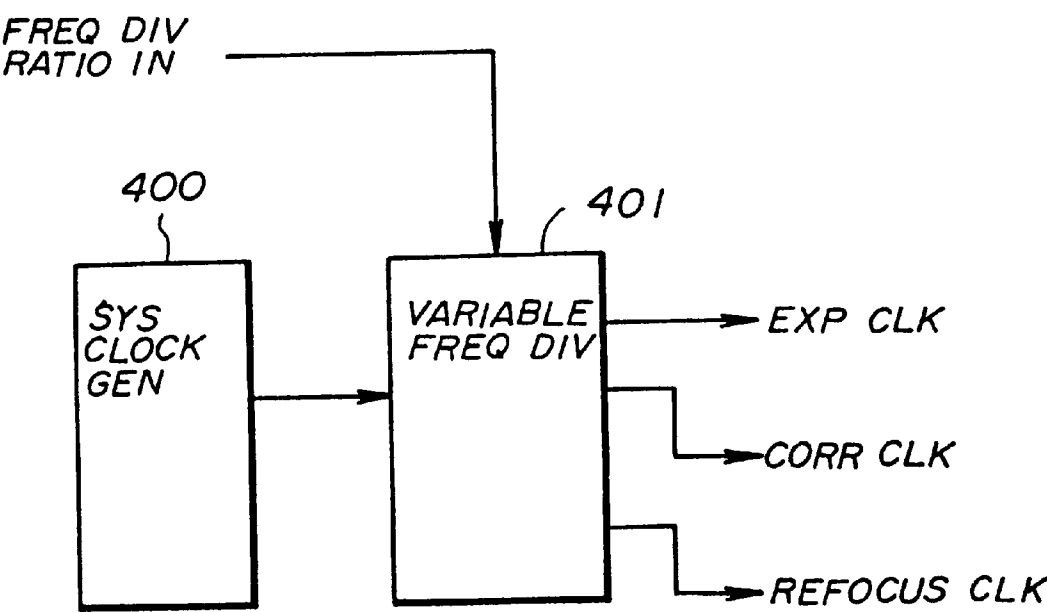 FREQ DIV
RATIO IN
400
401
SYS
CLOCK
GEN
VARIABLE
FREQ DIV
EXP CLK
CORR CLK
REFOCUS CLK